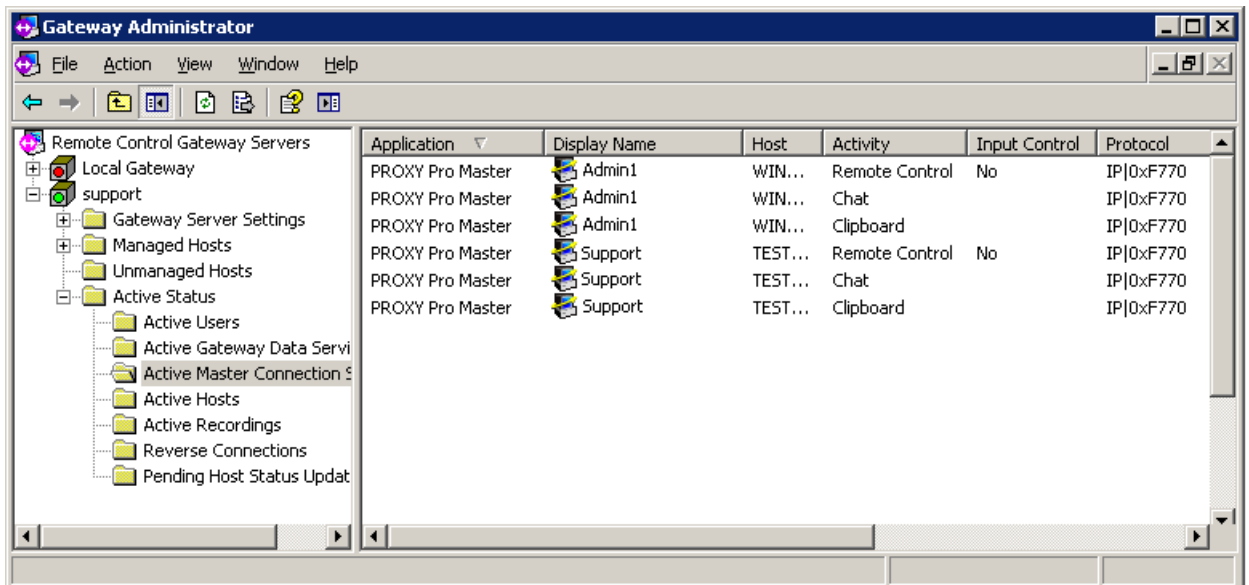 Gateway Administrator
File Action View Window Help
Remote Control Gateway Servers
Local Gateway
support
Gateway Server Settings
Managed Hosts
Unmanaged Hosts
Active Status
Active Users
Active Gateway Data Servi
Active Master Connection S
Active Hosts
Active Recordings
Reverse Connections
Pending Host Status Updat
Application Display Name Host Activity Input Control Protocol
PROXY Pro Master Admin1 WIN... Remote Control No IP|0xF770
PROXY Pro Master Admin1 WIN... Chat IP|0xF770
PROXY Pro Master Admin1 WIN... Clipboard IP|0xF770
PROXY Pro Master Support TEST... Remote Control No IP|0xF770
PROXY Pro Master Support TEST... Chat IP|0xF770
PROXY Pro Master Support TEST... Clipboard IP|0xF770